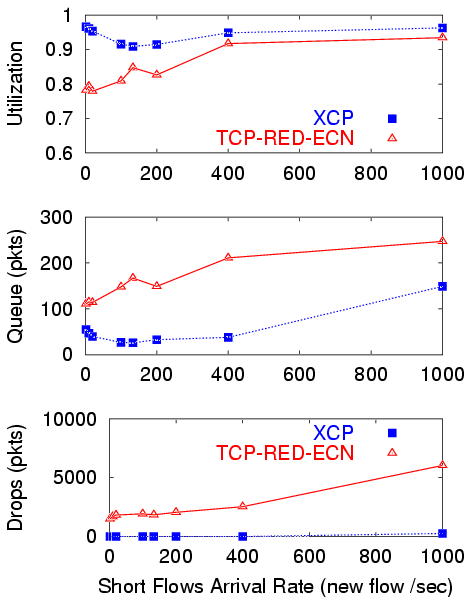 1
0.9
0.8
0.7
0.6
Utilization
XCP
TCP-RED-ECN
0 200 400 600 800 1000
300
200
100
0
Queue (pkts)
0 200 400 600 800 1000
10000
5000
0
Drops (pkts)
XCP
TCP-RED-ECN
0 200 400 600 800 1000
Short Flows Arrival Rate (new flow /sec)